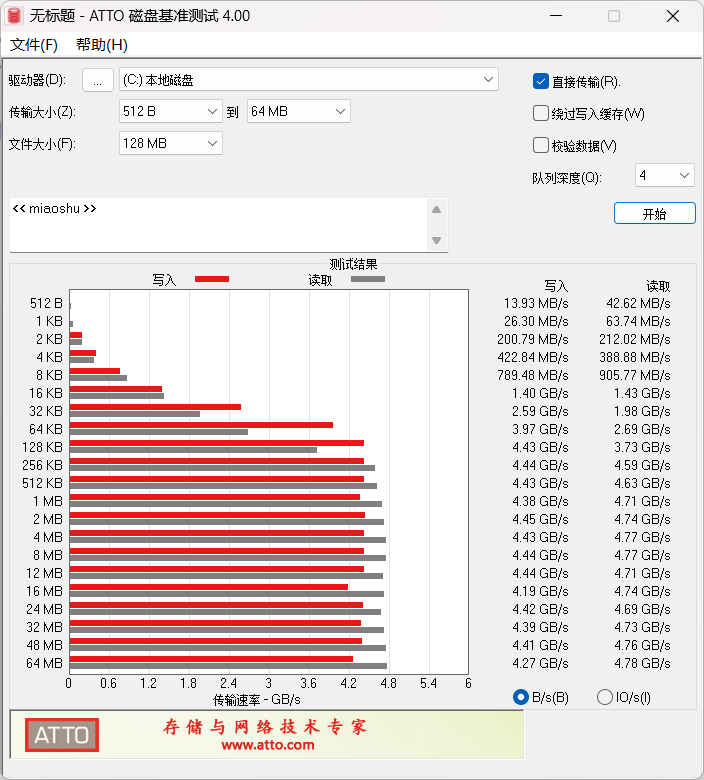 无标题 - ATTO 磁盘基准测试 4.00
文件(F) 帮助(H)
驱动器(D): ... (C:) 本地磁盘
直接传输(R).
传输大小(Z): 512 B 到 64 MB
绕过写入缓存(W)
文件大小(F): 128 MB
校验数据(V)
队列深度(Q): 4
<< miaoshu >>
开始
测试结果
写入 读取 写入 读取
512 B 13.93 MB/s 42.62 MB/s
1 KB 26.30 MB/s 63.74 MB/s
2 KB 200.79 MB/s 212.02 MB/s
4 KB 422.84 MB/s 388.88 MB/s
8 KB 789.48 MB/s 905.77 MB/s
16 KB 1.40 GB/s 1.43 GB/s
32 KB 2.59 GB/s 1.98 GB/s
64 KB 3.97 GB/s 2.69 GB/s
128 KB 4.43 GB/s 3.73 GB/s
256 KB 4.44 GB/s 4.59 GB/s
512 KB 4.43 GB/s 4.63 GB/s
1 MB 4.38 GB/s 4.71 GB/s
2 MB 4.45 GB/s 4.74 GB/s
4 MB 4.43 GB/s 4.77 GB/s
8 MB 4.44 GB/s 4.77 GB/s
12 MB 4.44 GB/s 4.71 GB/s
16 MB 4.19 GB/s 4.74 GB/s
24 MB 4.42 GB/s 4.69 GB/s
32 MB 4.39 GB/s 4.73 GB/s
48 MB 4.41 GB/s 4.76 GB/s
64 MB 4.27 GB/s 4.78 GB/s
0 0.6 1.2 1.8 2.4 3 3.6 4.2 4.8 5.4 6
传输速率 - GB/s
B/s(B) IO/s(I)
ATTO
存储与网络技术专家
www.atto.com